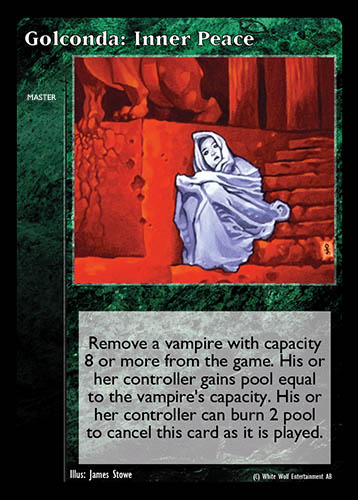 Golconda: Inner Peace
MASTER
Remove a vampire with capacity
8 or more from the game. His or
her controller gains pool equal
to the vampire's capacity. His or
her controller can burn 2 pool
to cancel this card as it is played.
Illus: James Stowe
(C) White Wolf Entertainment AB